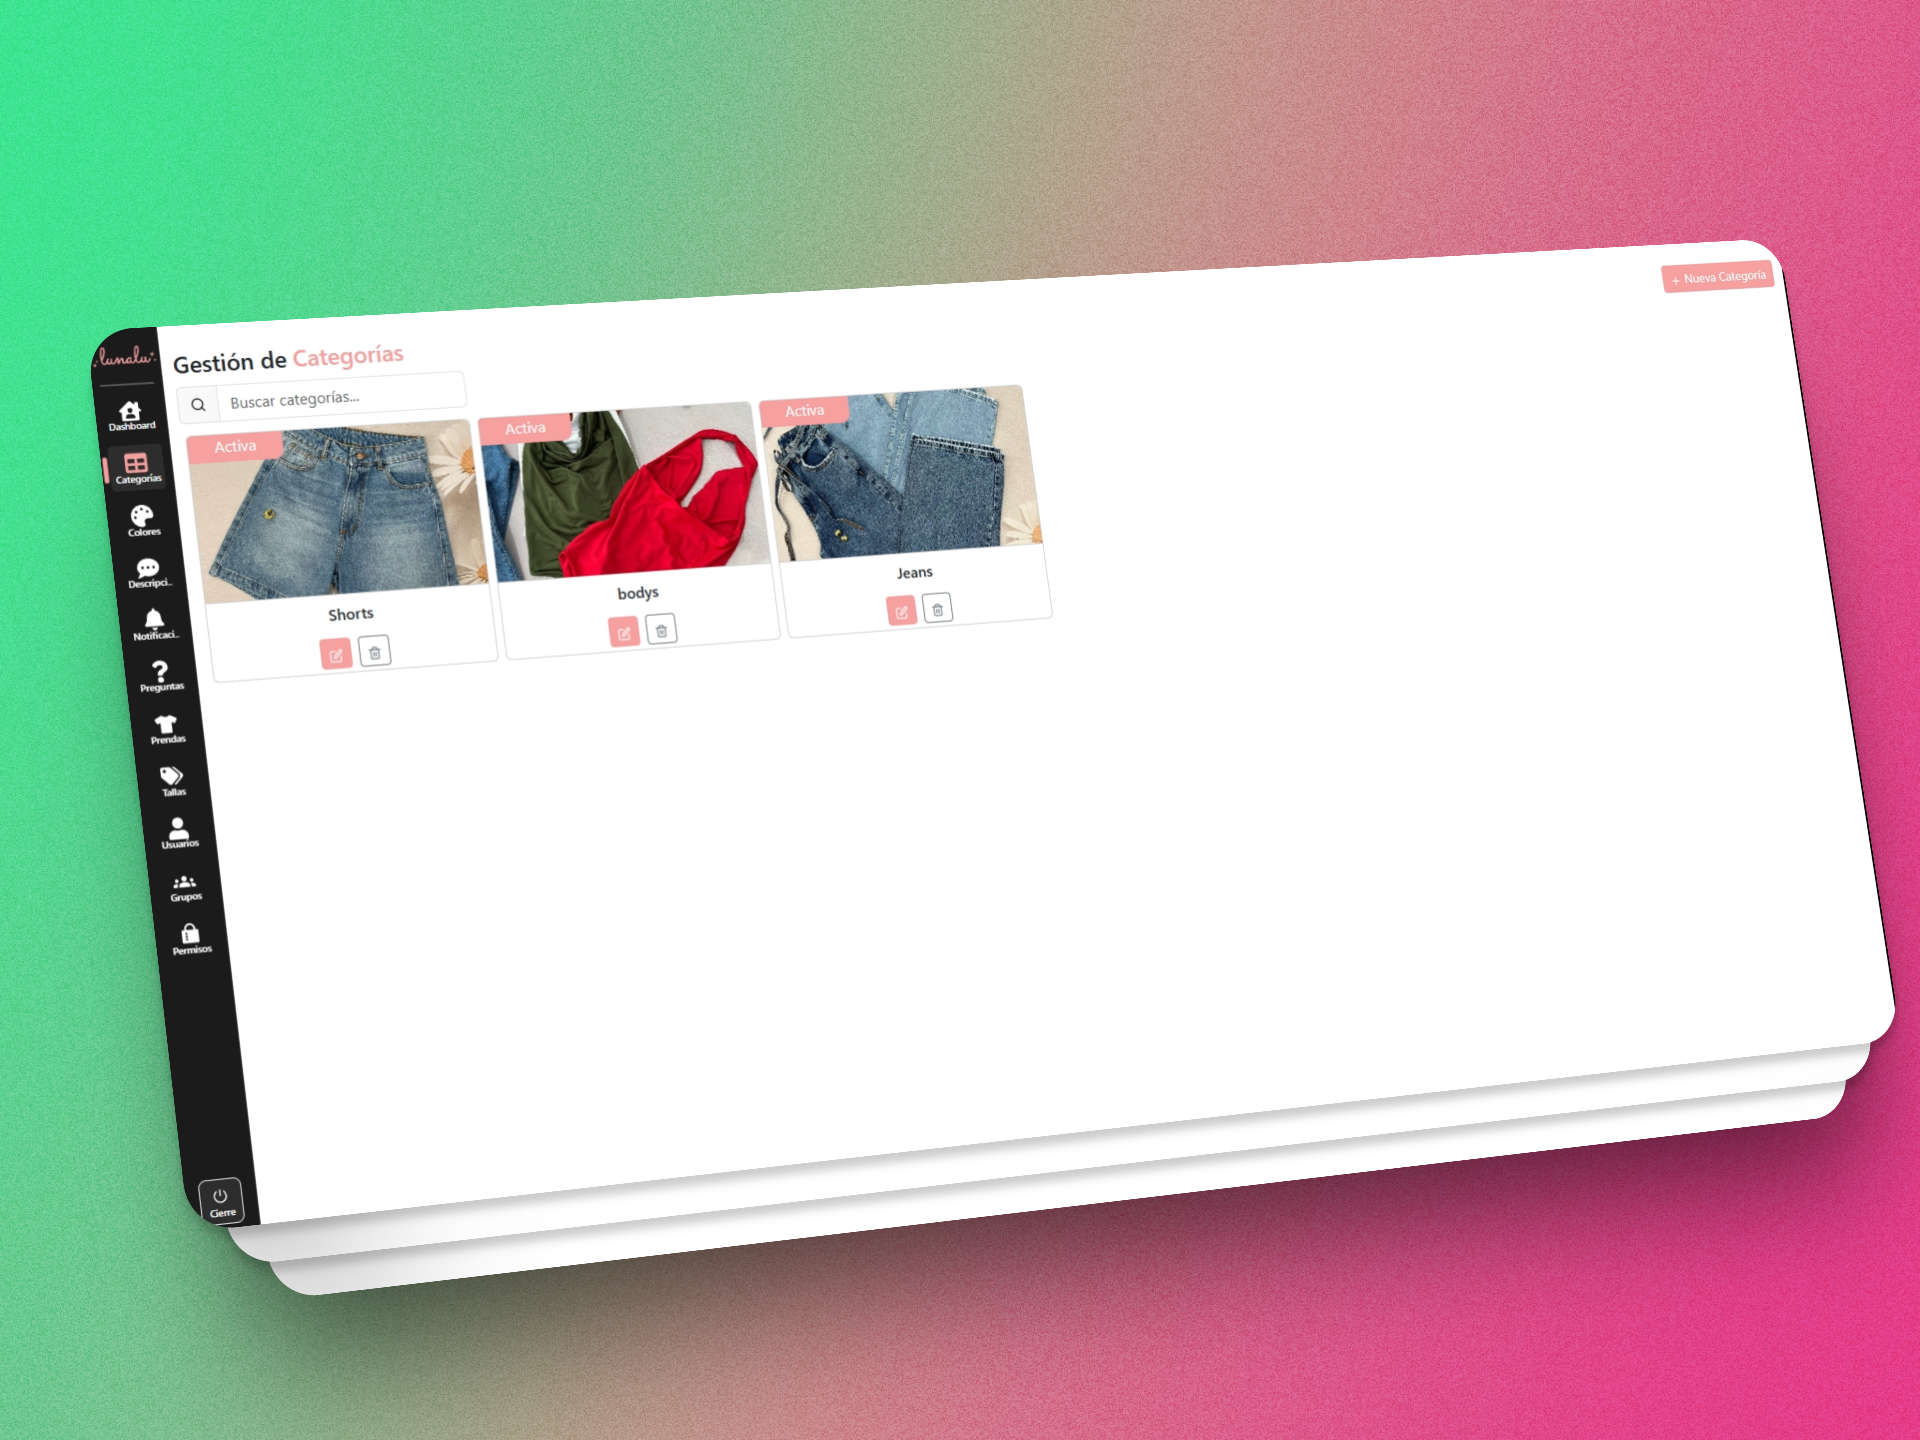 lunalu
Dashboard
Categorías
Colores
Descripci...
Notificaci...
Preguntas
Prendas
Tallas
Usuarios
Grupos
Permisos
Cierre
+ Nueva Categoría
Gestión de Categorías
Buscar categorías...
Activa
Shorts
Activa
bodys
Activa
Jeans